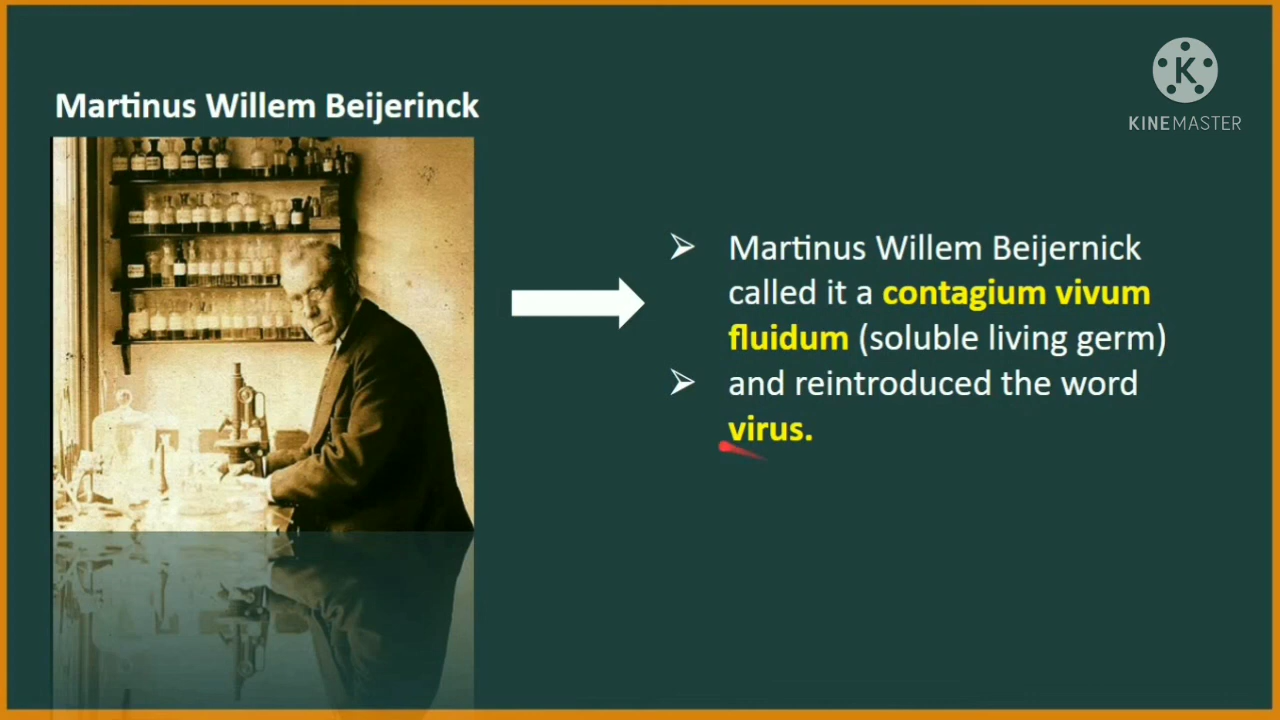 Martinus Willem Beijerinck
K
KINEMASTER
➢ Martinus Willem Beijernick
called it a contagium vivum
fluidum (soluble living germ)
➢ and reintroduced the word
virus.